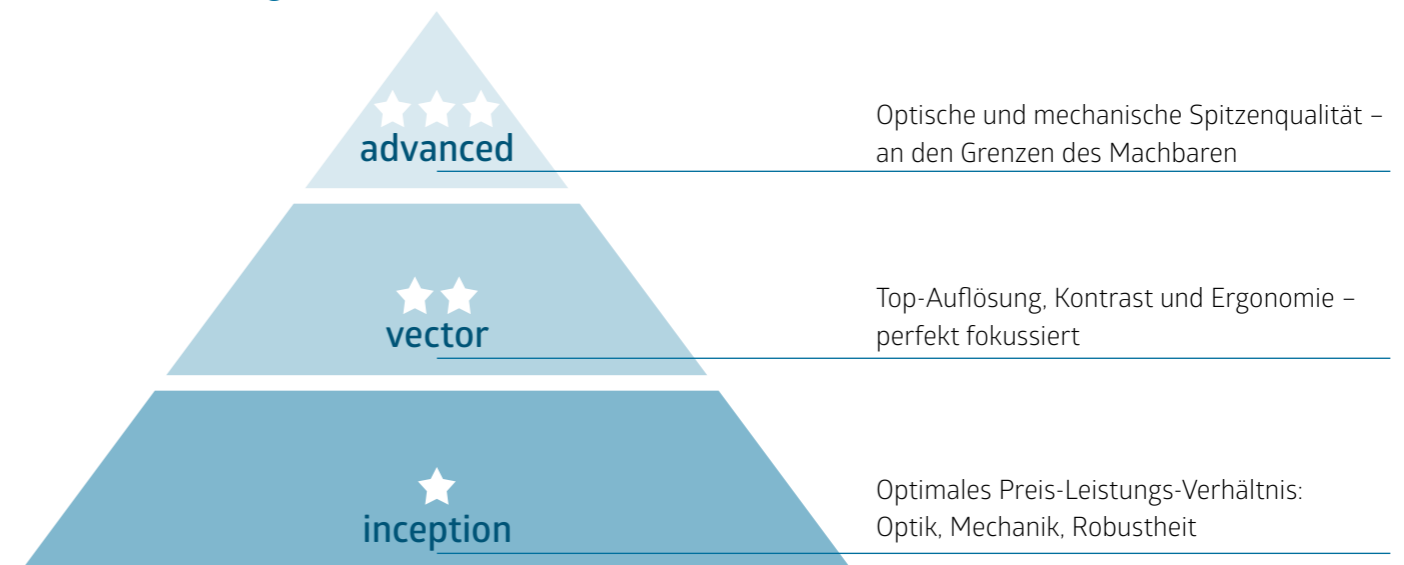 advanced
Optische und mechanische Spitzenqualität –
an den Grenzen des Machbaren
vector
Top-Auflösung, Kontrast und Ergonomie –
perfekt fokussiert
inception
Optimales Preis-Leistungs-Verhältnis:
Optik, Mechanik, Robustheit